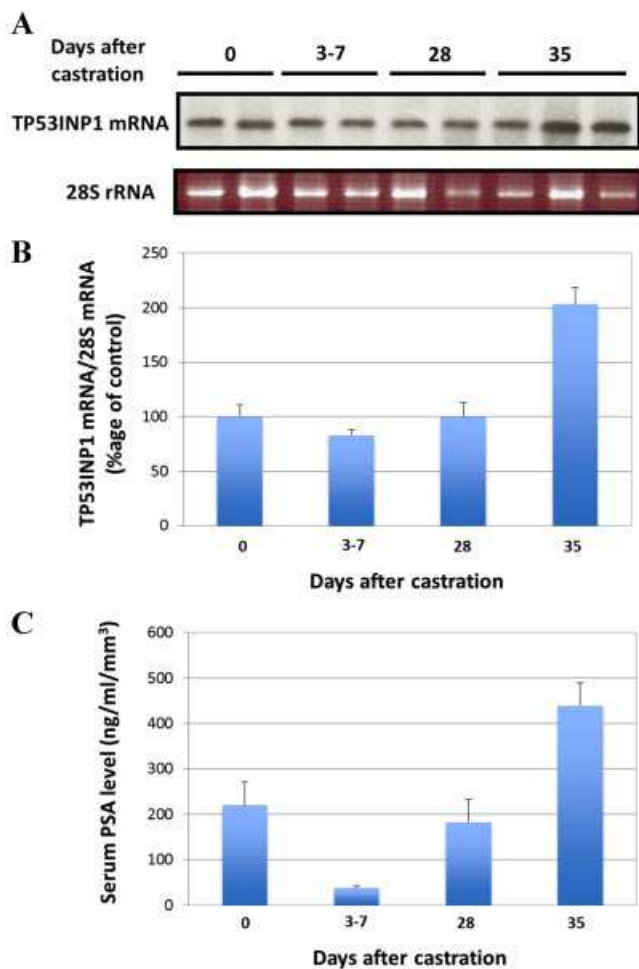 A
Days after castration
0 3-7 28 35
TP53INP1 mRNA
28S rRNA
B
TP53INP1 mRNA/28S mRNA
(%age of control)
250
200
150
100
50
0
0 3-7 28 35
Days after castration
C
Serum PSA level (ng/ml/mm³)
600
500
400
300
200
100
0
0 3-7 28 35
Days after castration